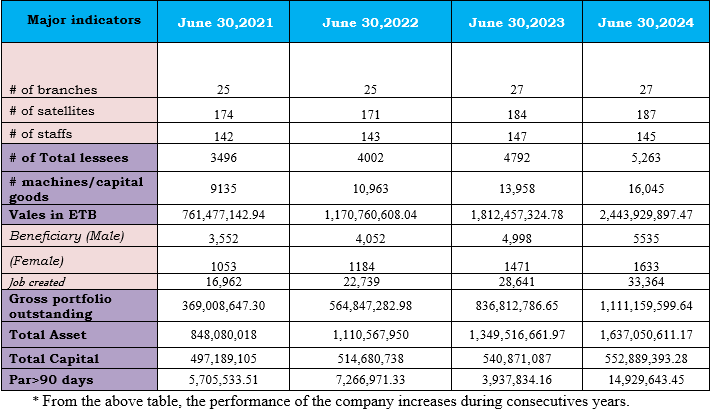 Major indicators June 30,2021 June 30,2022 June 30,2023 June 30,2024
# of branches 25 25 27 27
# of satellites 174 171 184 187
# of staffs 142 143 147 145
# of Total lessees 3496 4002 4792 5,263
# machines/capital
goods 9135 10,963 13,958 16,045
Vales in ETB 761,477,142.94 1,170,760,608.04 1,812,457,324.78 2,443,929,897.47
Beneficiary (Male) 3,552 4,052 4,998 5535
(Female) 1053 1184 1471 1633
Job created 16,962 22,739 28,641 33,364
Gross portfolio
outstanding 369,008,647.30 564,847,282.98 836,812,786.65 1,111,159,599.64
Total Asset 848,080,018 1,110,567,950 1,349,516,661.97 1,637,050,611.17
Total Capital 497,189,105 514,680,738 540,871,087 552,889,393.28
Par>90 days 5,705,533.51 7,266,971.33 3,937,834.16 14,929,643.45
* From the above table, the performance of the company increases during consecutives years.